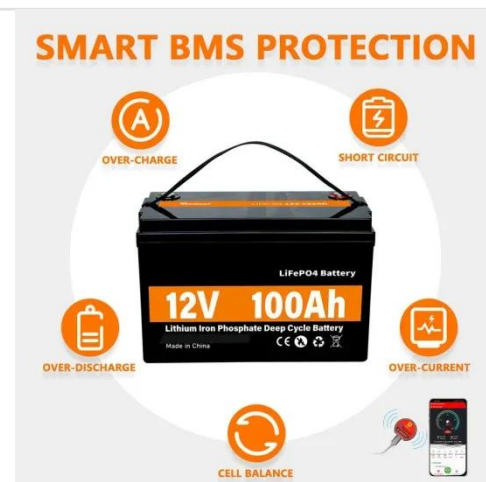 SMART BMS PROTECTION
OVER-CHARGE
SHORT CIRCUIT
LiFePO4 Battery
12V 100Ah
Lithium Iron Phosphate Deep Cycle Battery
Made in China
CE
OVER-DISCHARGE
OVER-CURRENT
CELL BALANCE